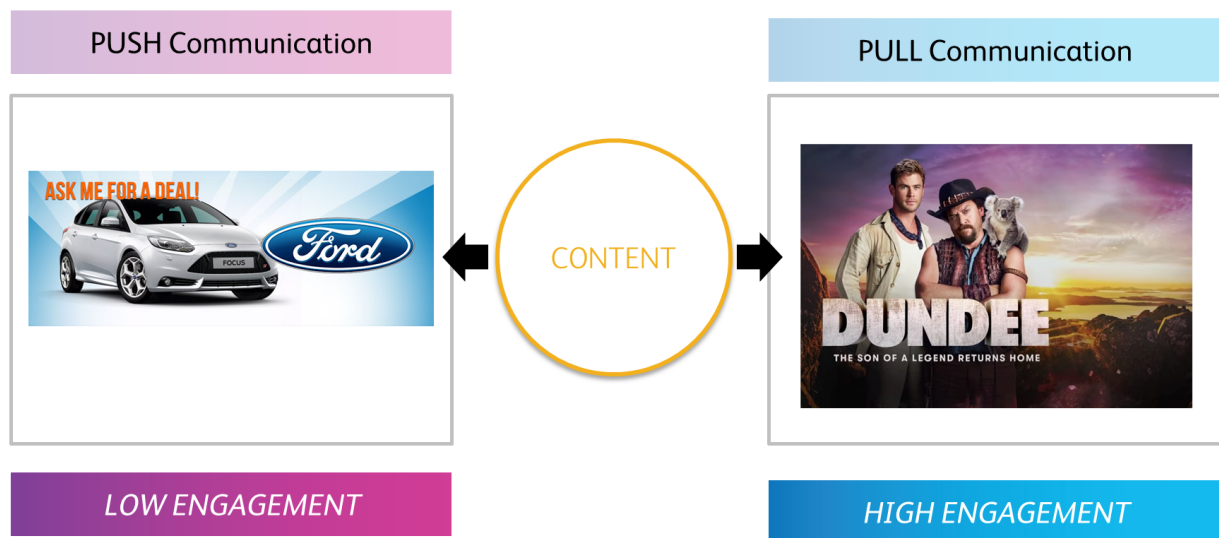 PUSH Communication
PULL Communication
ASK ME FOR A DEAL!
Ford
FOCUS
CONTENT
DUNDEE
THE SON OF A LEGEND RETURNS HOME
LOW ENGAGEMENT
HIGH ENGAGEMENT